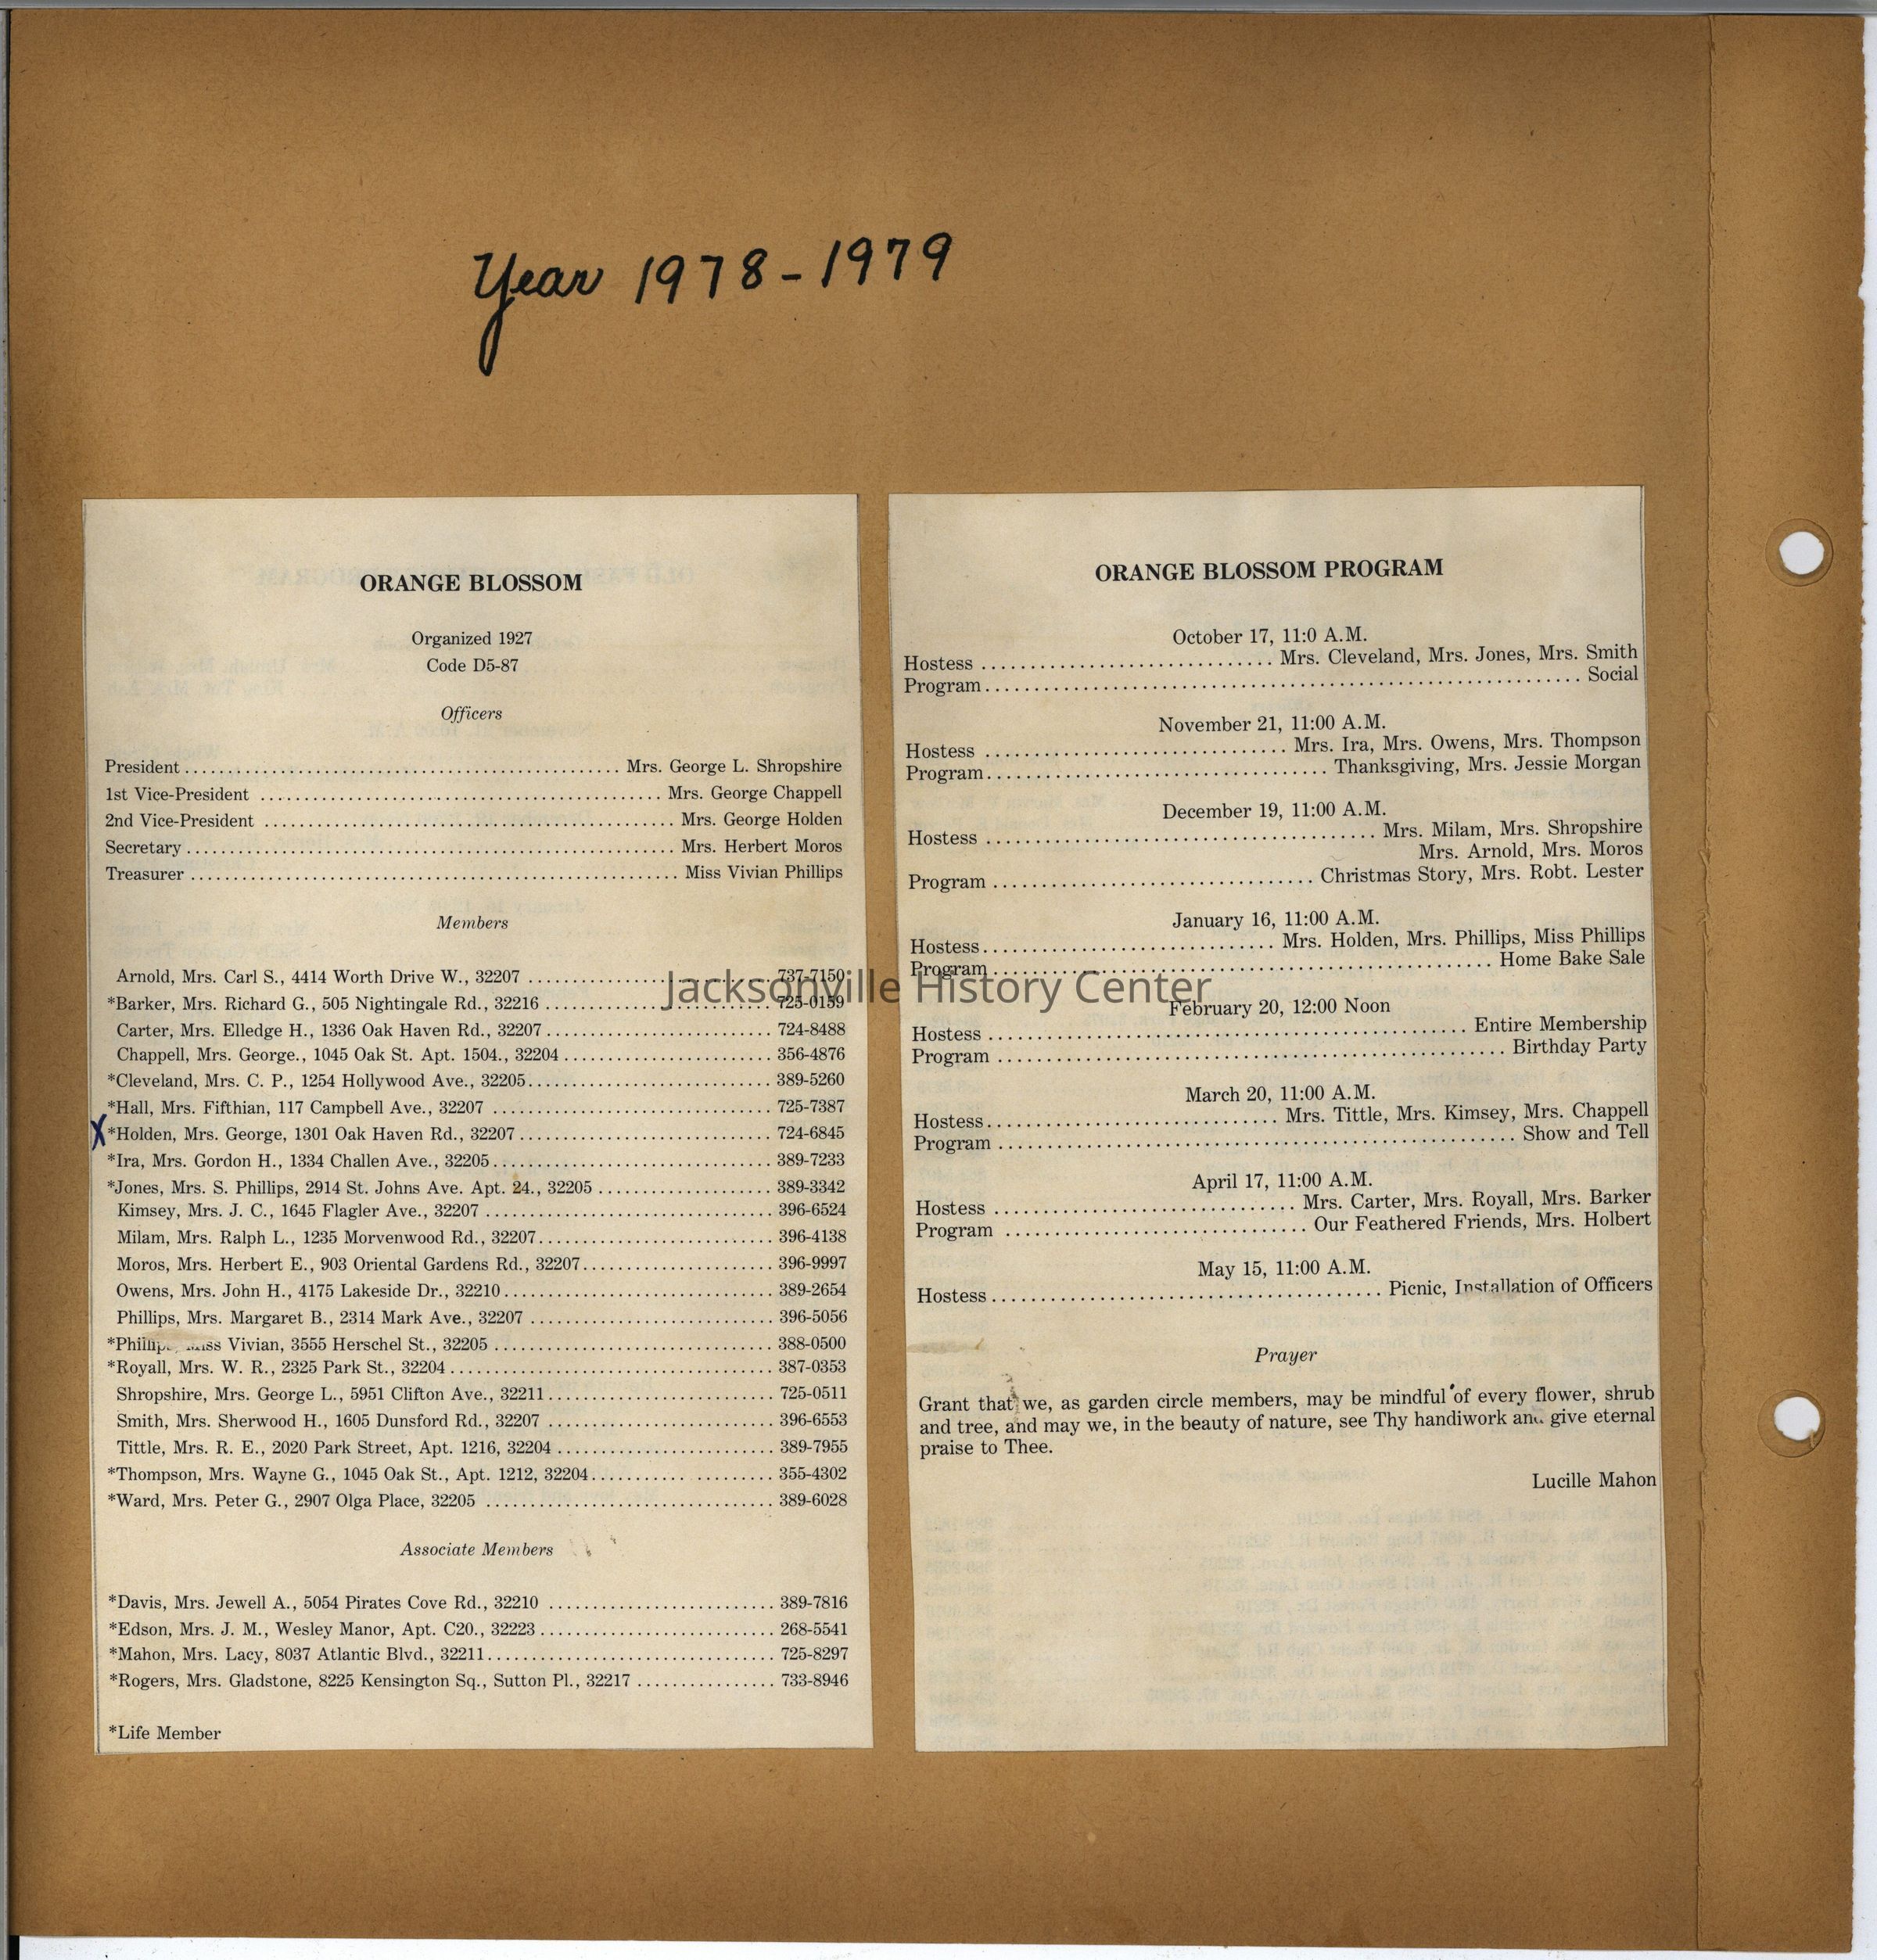 Year 1978-1979
ORANGE BLOSSOM
Organized 1927
Code D5-87
Officers
President .......... Mrs. George L. Shropshire
1st Vice-President .......... Mrs. George Chappell
2nd Vice-President .......... Mrs. George Holden
Secretary .......... Mrs. Herbert Moros
Treasurer .......... Miss Vivian Phillips
Members
Arnold, Mrs. Carl S., 4414 Worth Drive W., 32207 .......... 737-7150
*Barker, Mrs. Richard G., 505 Nightingale Rd., 32216 .......... 725-0159
Carter, Mrs. Elledge H., 1336 Oak Haven Rd., 32207 .......... 724-8488
Chappell, Mrs. George., 1045 Oak St. Apt. 1504., 32204 .......... 356-4876
*Cleveland, Mrs. C. P., 1254 Hollywood Ave., 32205 .......... 389-5260
*Hall, Mrs. Fifthian, 117 Campbell Ave., 32207 .......... 725-7387
X *Holden, Mrs. George, 1301 Oak Haven Rd., 32207 .......... 724-6845
*Ira, Mrs. Gordon H., 1334 Challen Ave., 32205 .......... 389-7233
*Jones, Mrs. S. Phillips, 2914 St. Johns Ave. Apt. 24., 32205 .......... 389-3342
Kimsey, Mrs. J. C., 1645 Flagler Ave., 32207 .......... 396-6524
Milam, Mrs. Ralph L., 1235 Morvenwood Rd., 32207 .......... 396-4138
Moros, Mrs. Herbert E., 903 Oriental Gardens Rd., 32207 .......... 396-9997
Owens, Mrs. John H., 4175 Lakeside Dr., 32210 .......... 389-2654
Phillips, Mrs. Margaret B., 2314 Mark Ave., 32207 .......... 396-5056
*Phillips, Miss Vivian, 3555 Herschel St., 32205 .......... 388-0500
*Royall, Mrs. W. R., 2325 Park St., 32204 .......... 387-0353
Shropshire, Mrs. George L., 5951 Clifton Ave., 32211 .......... 725-0511
Smith, Mrs. Sherwood H., 1605 Dunsford Rd., 32207 .......... 396-6553
Tittle, Mrs. R. E., 2020 Park Street, Apt. 1216, 32204 .......... 389-7955
*Thompson, Mrs. Wayne G., 1045 Oak St., Apt. 1212, 32204 .......... 355-4302
*Ward, Mrs. Peter G., 2907 Olga Place, 32205 .......... 389-6028
Associate Members
*Davis, Mrs. Jewell A., 5054 Pirates Cove Rd., 32210 .......... 389-7816
*Edson, Mrs. J. M., Wesley Manor, Apt. C20., 32223 .......... 268-5541
*Mahon, Mrs. Lacy, 8037 Atlantic Blvd., 32211 .......... 725-8297
*Rogers, Mrs. Gladstone, 8225 Kensington Sq., Sutton Pl., 32217 .......... 733-8946
*Life Member
ORANGE BLOSSOM PROGRAM
October 17, 11:0 A.M.
Hostess .......... Mrs. Cleveland, Mrs. Jones, Mrs. Smith
Program .......... Social
November 21, 11:00 A.M.
Hostess .......... Mrs. Ira, Mrs. Owens, Mrs. Thompson
Program .......... Thanksgiving, Mrs. Jessie Morgan
December 19, 11:00 A.M.
Hostess .......... Mrs. Milam, Mrs. Shropshire
Mrs. Arnold, Mrs. Moros
Program .......... Christmas Story, Mrs. Robt. Lester
January 16, 11:00 A.M.
Hostess .......... Mrs. Holden, Mrs. Phillips, Miss Phillips
Program .......... Home Bake Sale
February 20, 12:00 Noon
Hostess .......... Entire Membership
Program .......... Birthday Party
March 20, 11:00 A.M.
Hostess .......... Mrs. Tittle, Mrs. Kimsey, Mrs. Chappell
Program .......... Show and Tell
April 17, 11:00 A.M.
Hostess .......... Mrs. Carter, Mrs. Royall, Mrs. Barker
Program .......... Our Feathered Friends, Mrs. Holbert
May 15, 11:00 A.M.
Hostess .......... Picnic, Installation of Officers
Prayer
Grant that we, as garden circle members, may be mindful of every flower, shrub
and tree, and may we, in the beauty of nature, see Thy handiwork and give eternal
praise to Thee.
Lucille Mahon
Jacksonville History Center